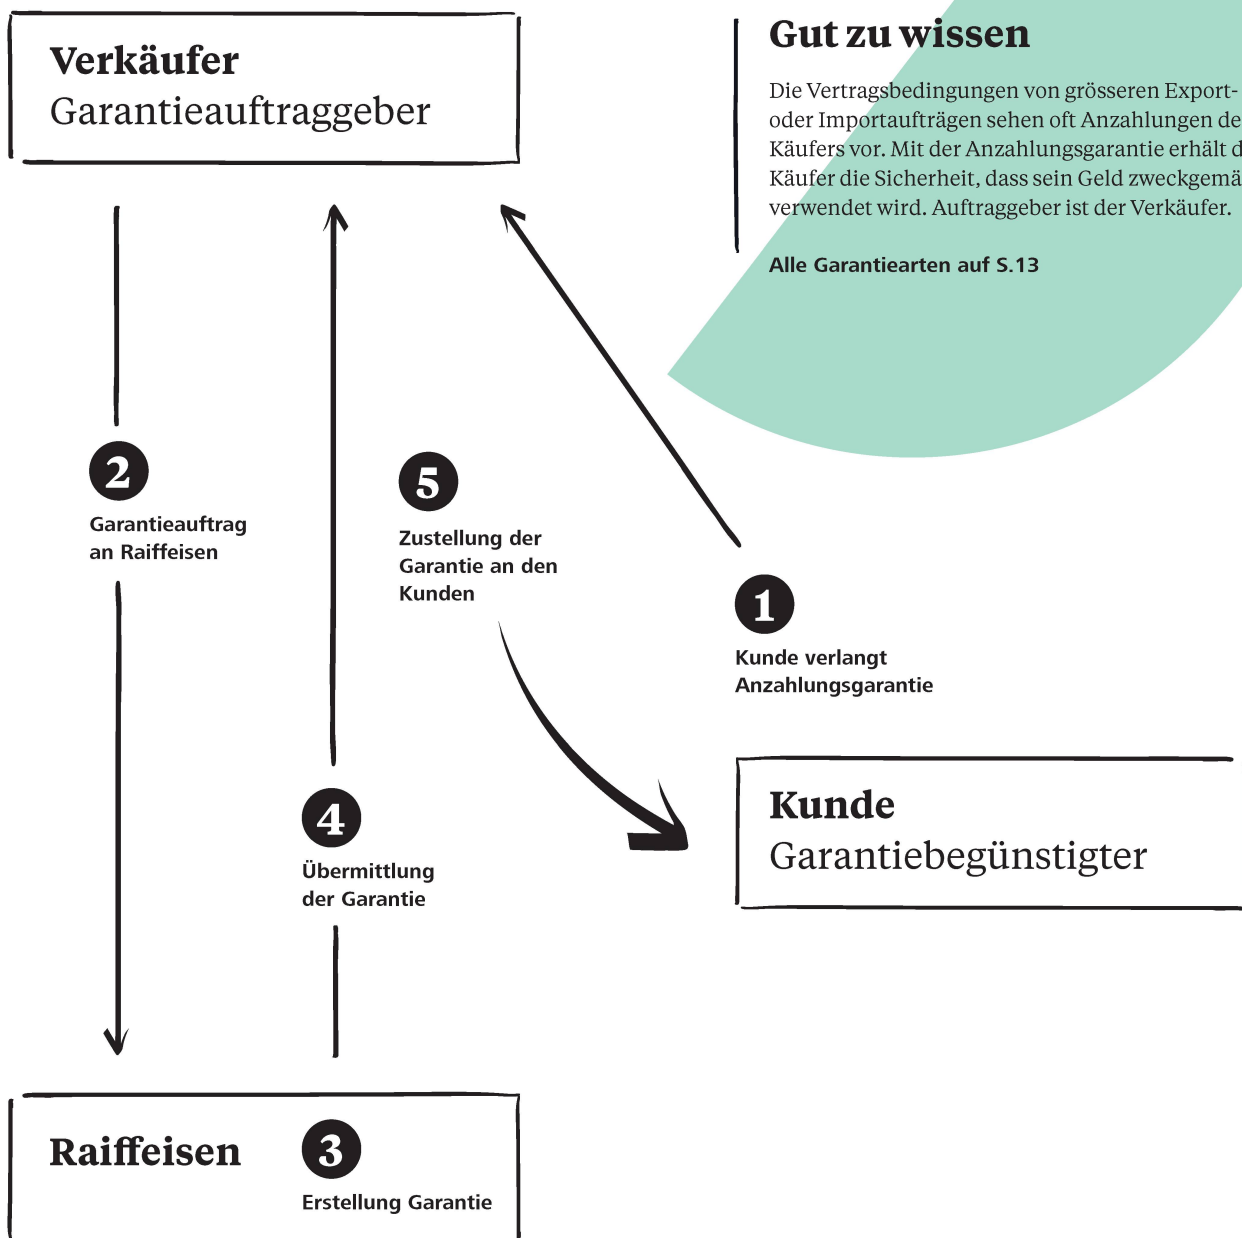 Verkäufer
Garantieauftraggeber
Gut zu wissen
Die Vertragsbedingungen von grösseren Export-
oder Importaufträgen sehen oft Anzahlungen de
Käufers vor. Mit der Anzahlungsgarantie erhält d
Käufer die Sicherheit, dass sein Geld zweckgemä
verwendet wird. Auftraggeber ist der Verkäufer.
Alle Garantiearten auf S.13
2
Garantieauftrag
an Raiffeisen
5
Zustellung der
Garantie an den
Kunden
1
Kunde verlangt
Anzahlungsgarantie
4
Übermittlung
der Garantie
Kunde
Garantiebegünstigter
Raiffeisen
3
Erstellung Garantie